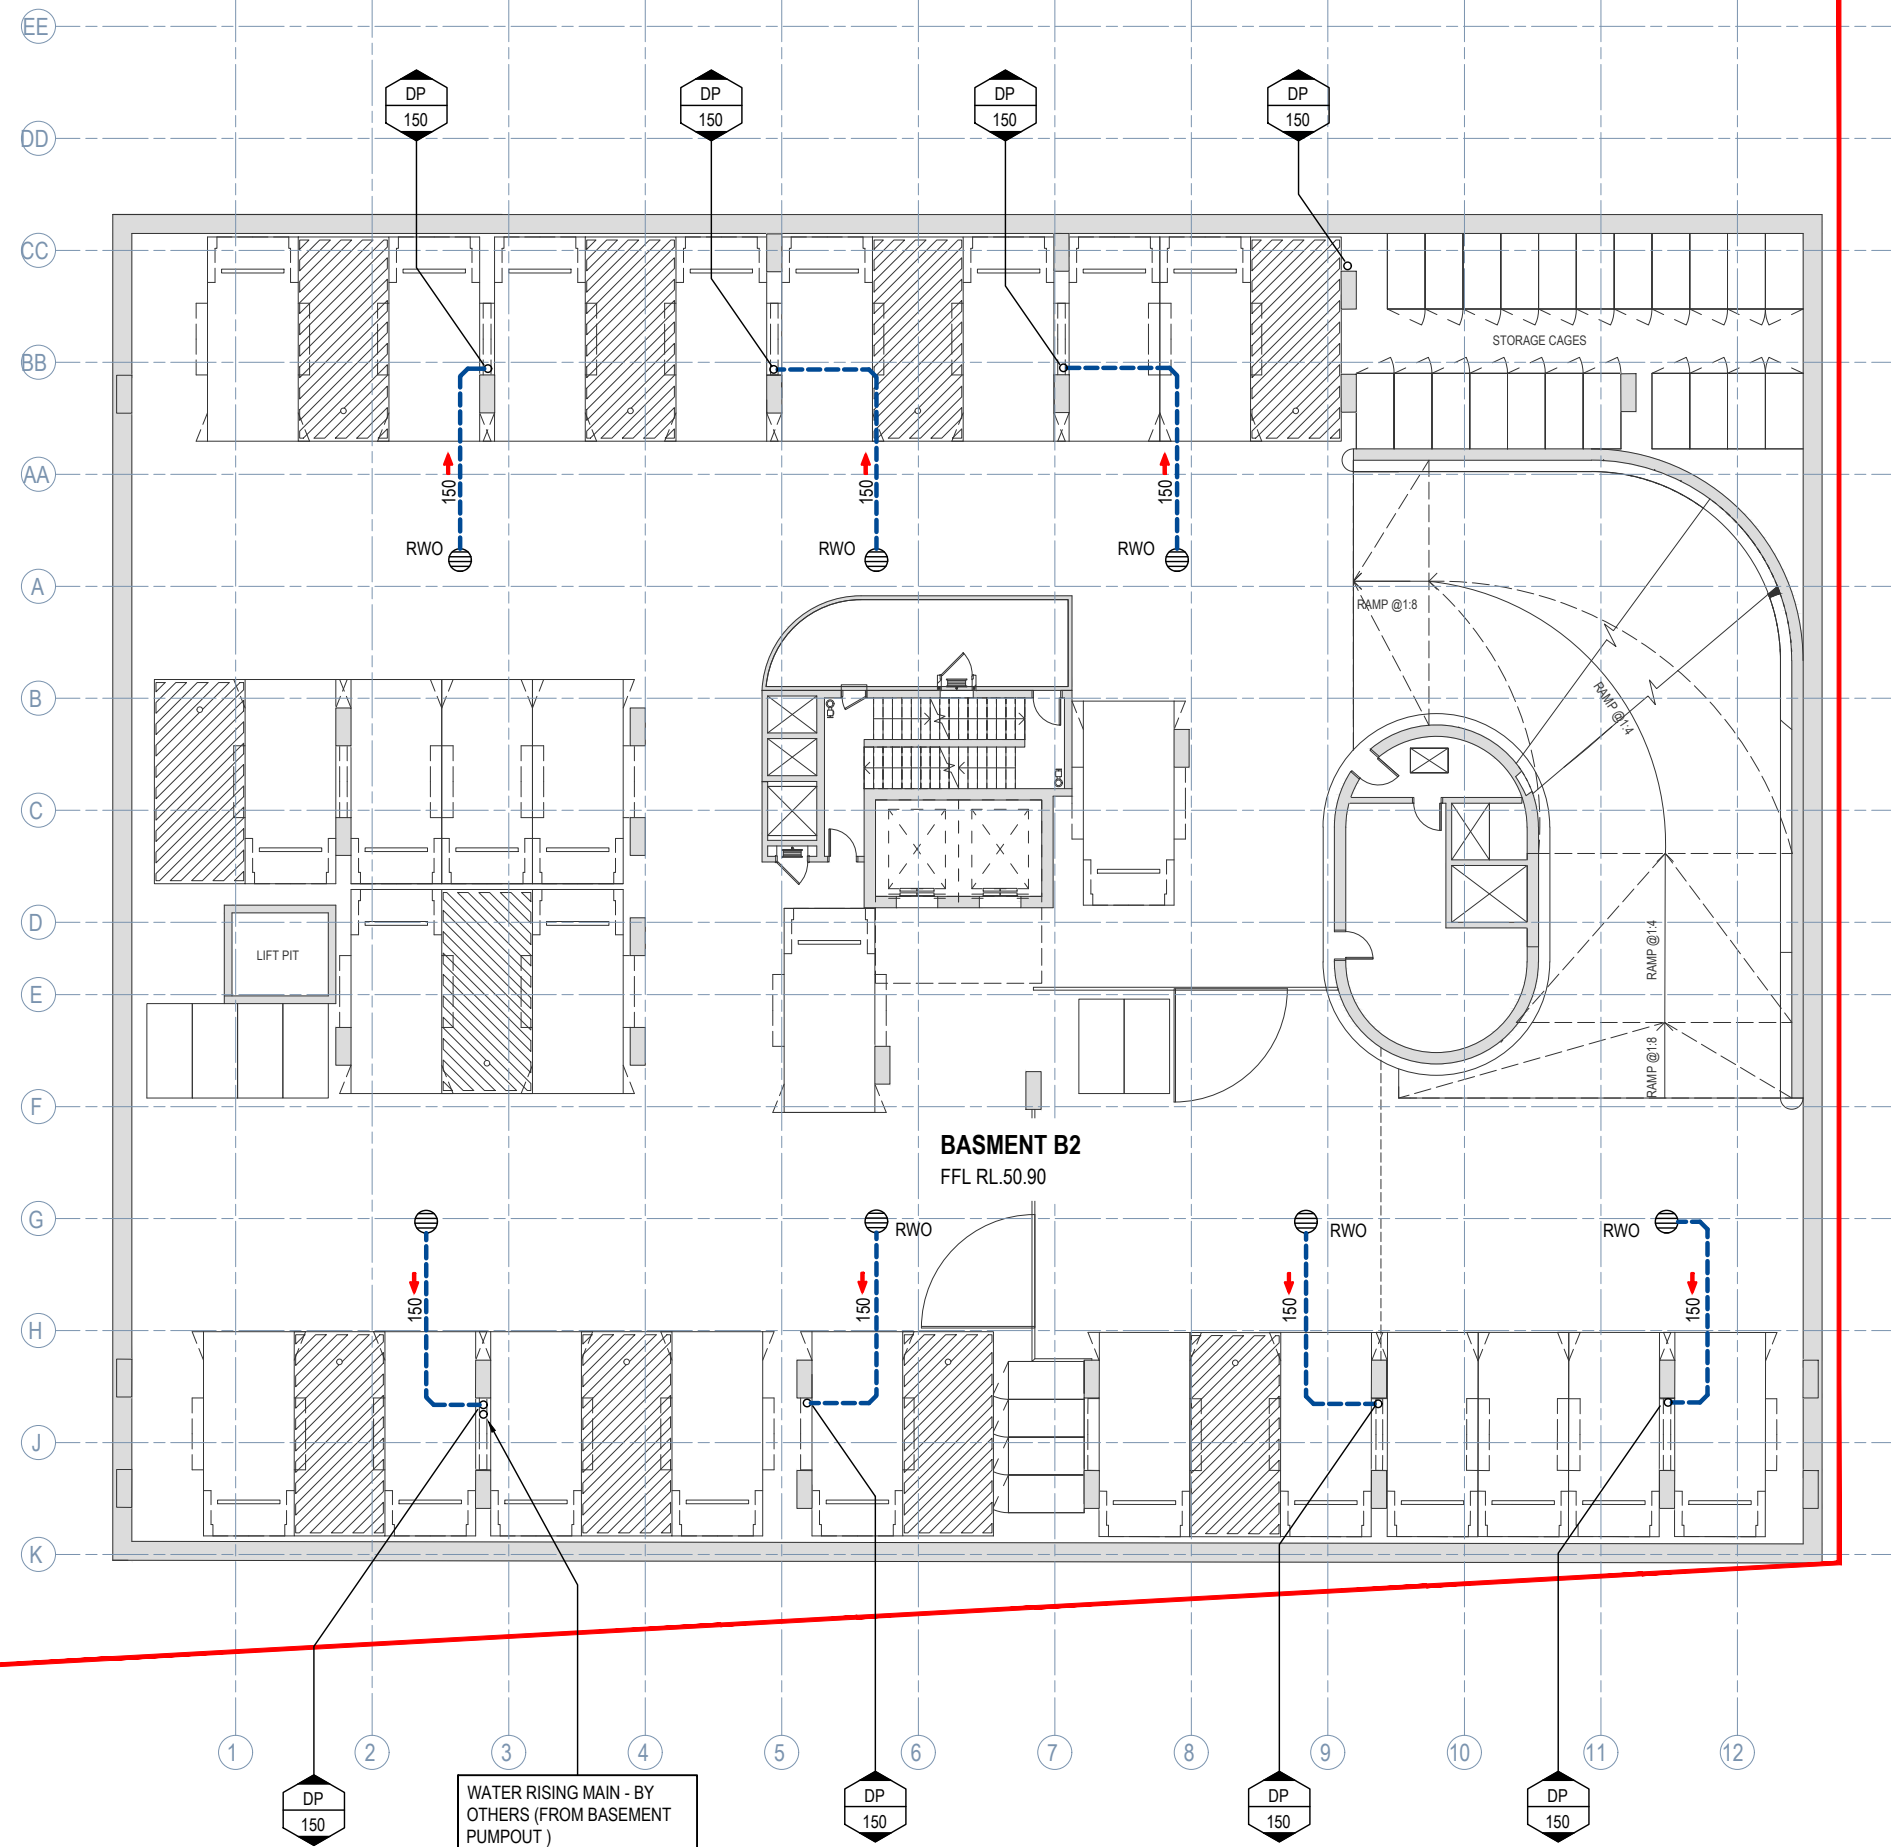 EE
DP
150
DP
150
DP
150
DP
150
DD
CC
STORAGE CAGES
BB
AA
150
150
150
RWO
RWO
RWO
A
RAMP @1:8
B
RAMP @1:4
C
D
RAMP @1:4
LIFT PIT
E
RAMP @1:8
F
BASMENT B2
FFL RL.50.90
G
RWO
RWO
RWO
150
150
150
150
H
J
K
1
2
3
4
5
6
7
8
9
10
11
12
DP
150
WATER RISING MAIN - BY
OTHERS (FROM BASEMENT
PUMPOUT )
DP
150
DP
150
DP
150